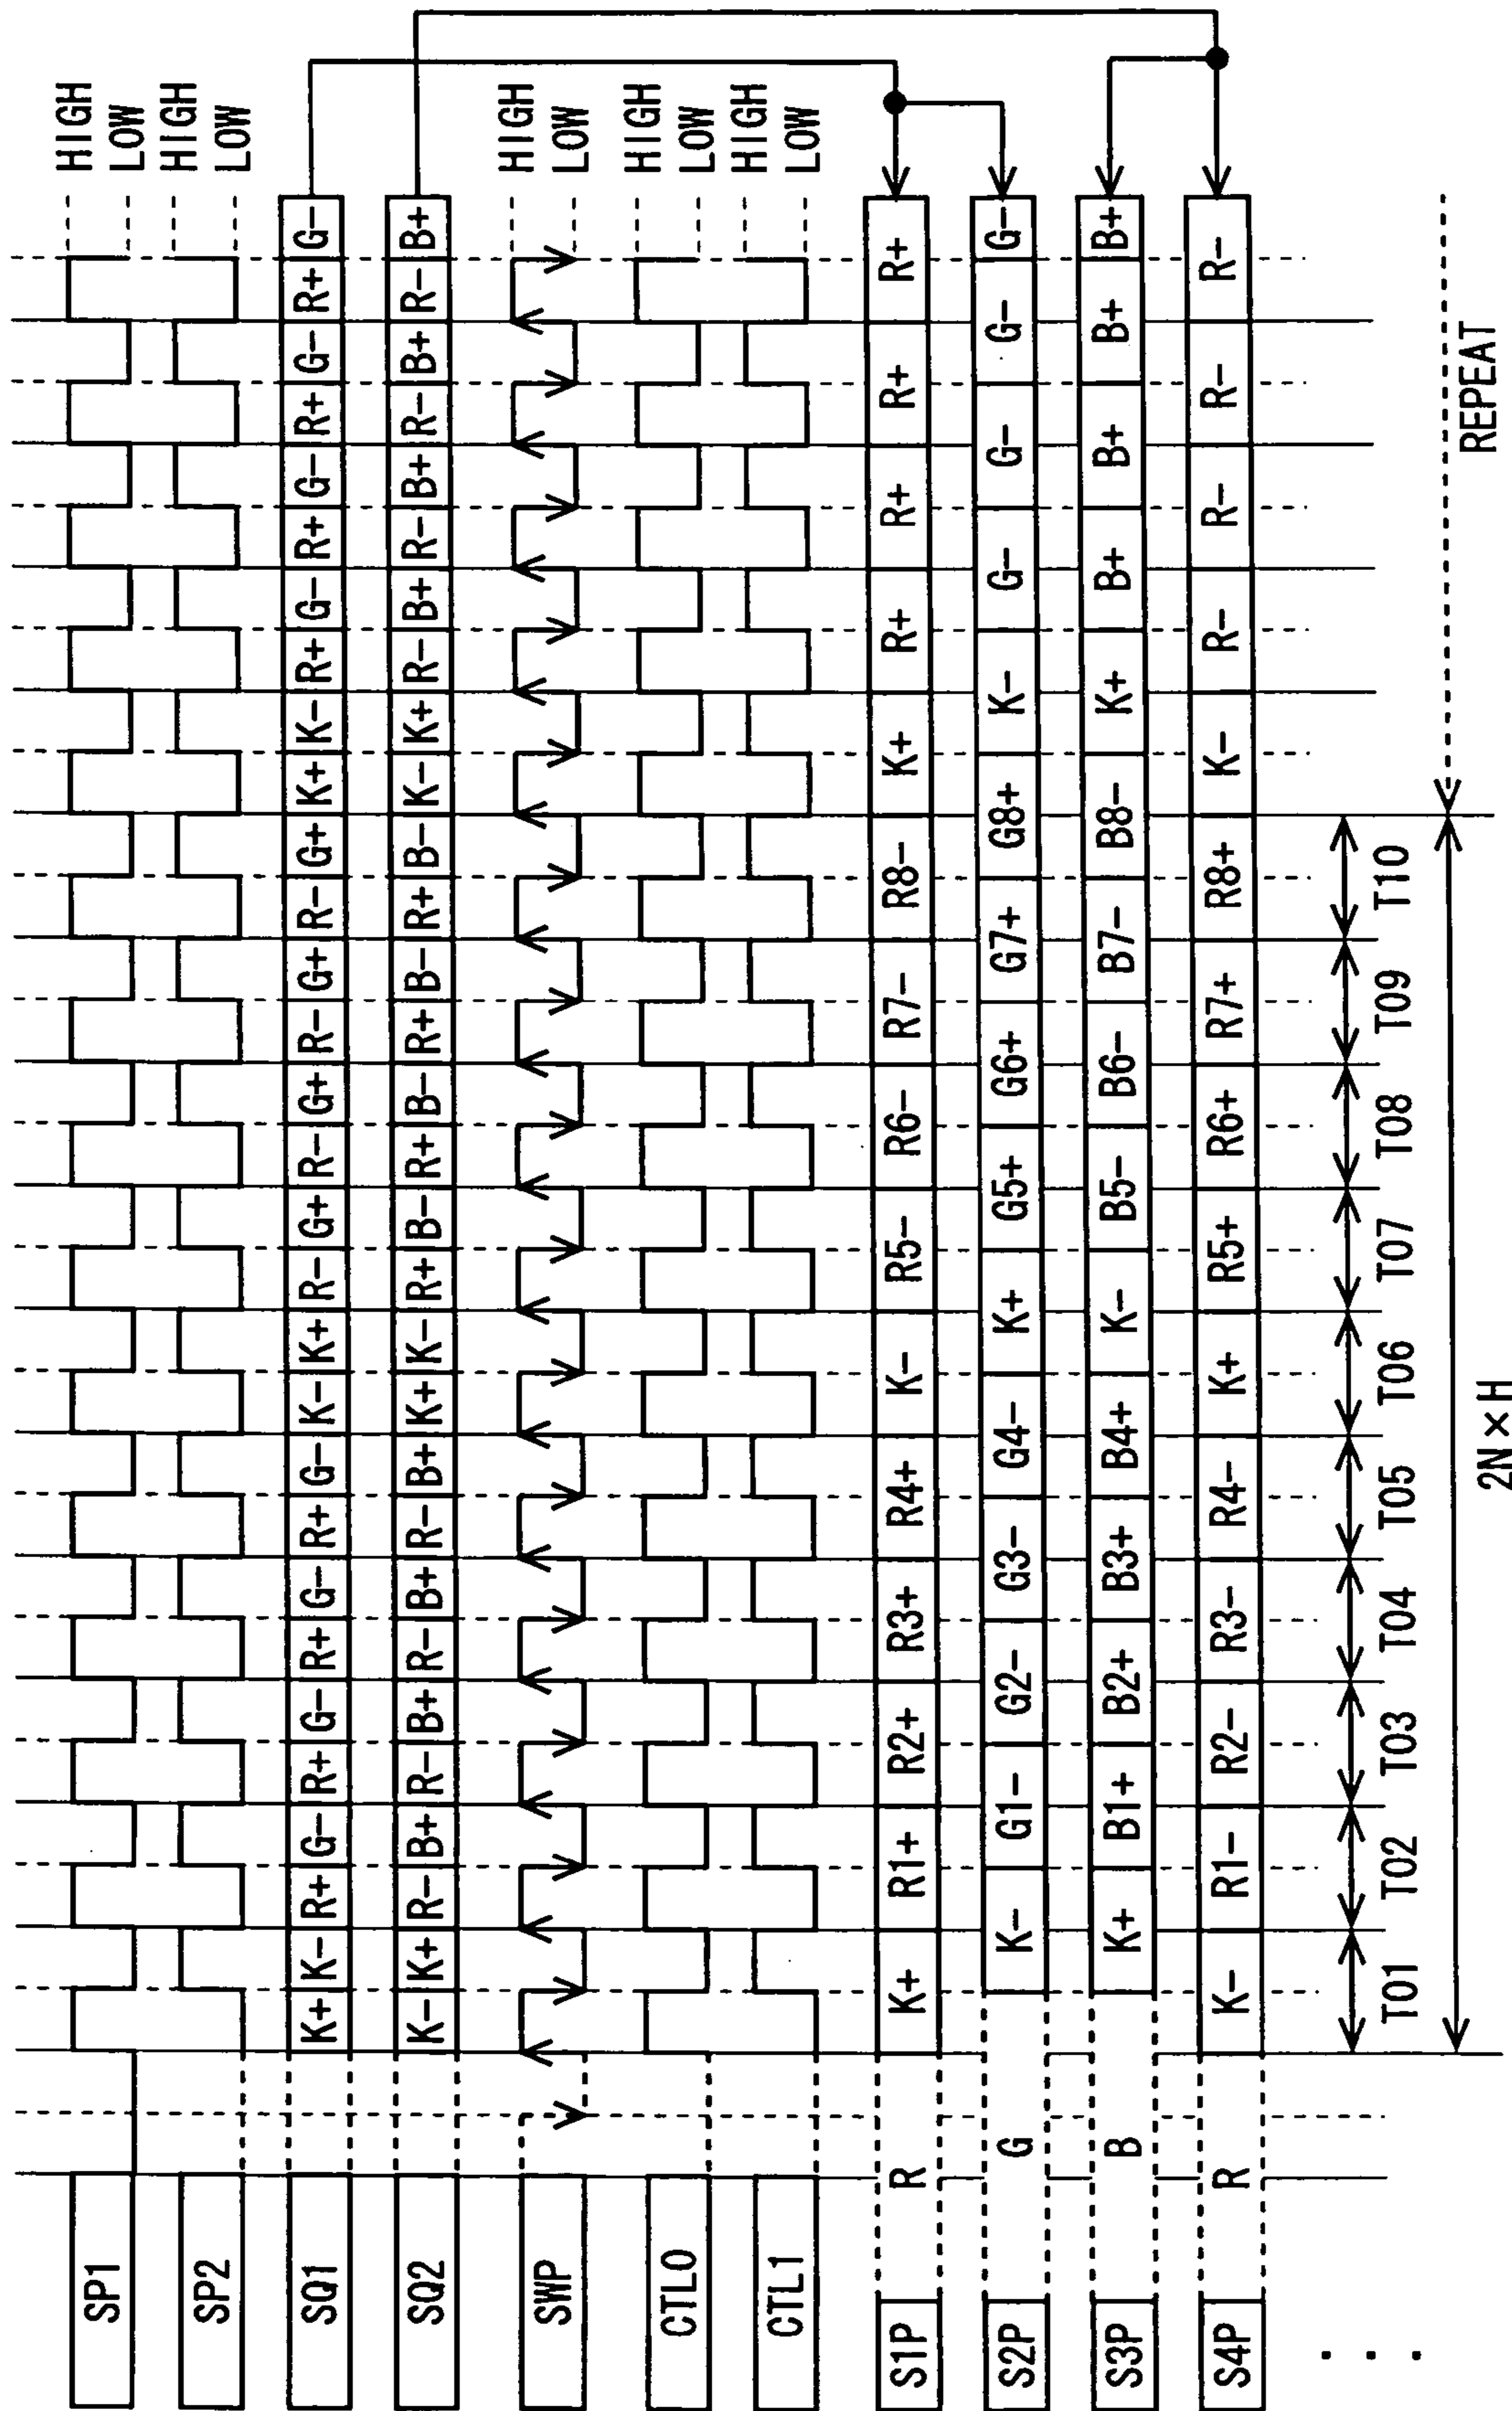 SP1 HIGH
LOW
SP2 HIGH
LOW
SQ1 K+ K- R+ G- R+ G- R+ G- R+ G- K- K+ R- G+ R- G+ R- G+ R- G+ K+ K- R+ G- R+ G- R+ G- R+ G-
SQ2 K- K+ R- B+ R- B+ R- B+ R- B+ K+ K- R+ B- R+ B- R+ B- R+ B- K- K+ R- B+ R- B+ R- B+ R- B+
SWP HIGH
LOW
CTL0 HIGH
LOW
CTL1 HIGH
LOW
S1P R K+ R1+ R2+ R3+ R4+ K- R5- R6- R7- R8- K+ R+ R+ R+ R+
S2P G K- G1- G2- G3- G4- K+ G5+ G6+ G7+ G8+ K- G- G- G- G-
S3P B K+ B1+ B2+ B3+ B4+ K- B5- B6- B7- B8- K+ B+ B+ B+ B+
S4P R K- R1- R2- R3- R4- K+ R5+ R6+ R7+ R8+ K- R- R- R- R-
. . .
T01 T02 T03 T04 T05 T06 T07 T08 T09 T10
2N×H REPEAT